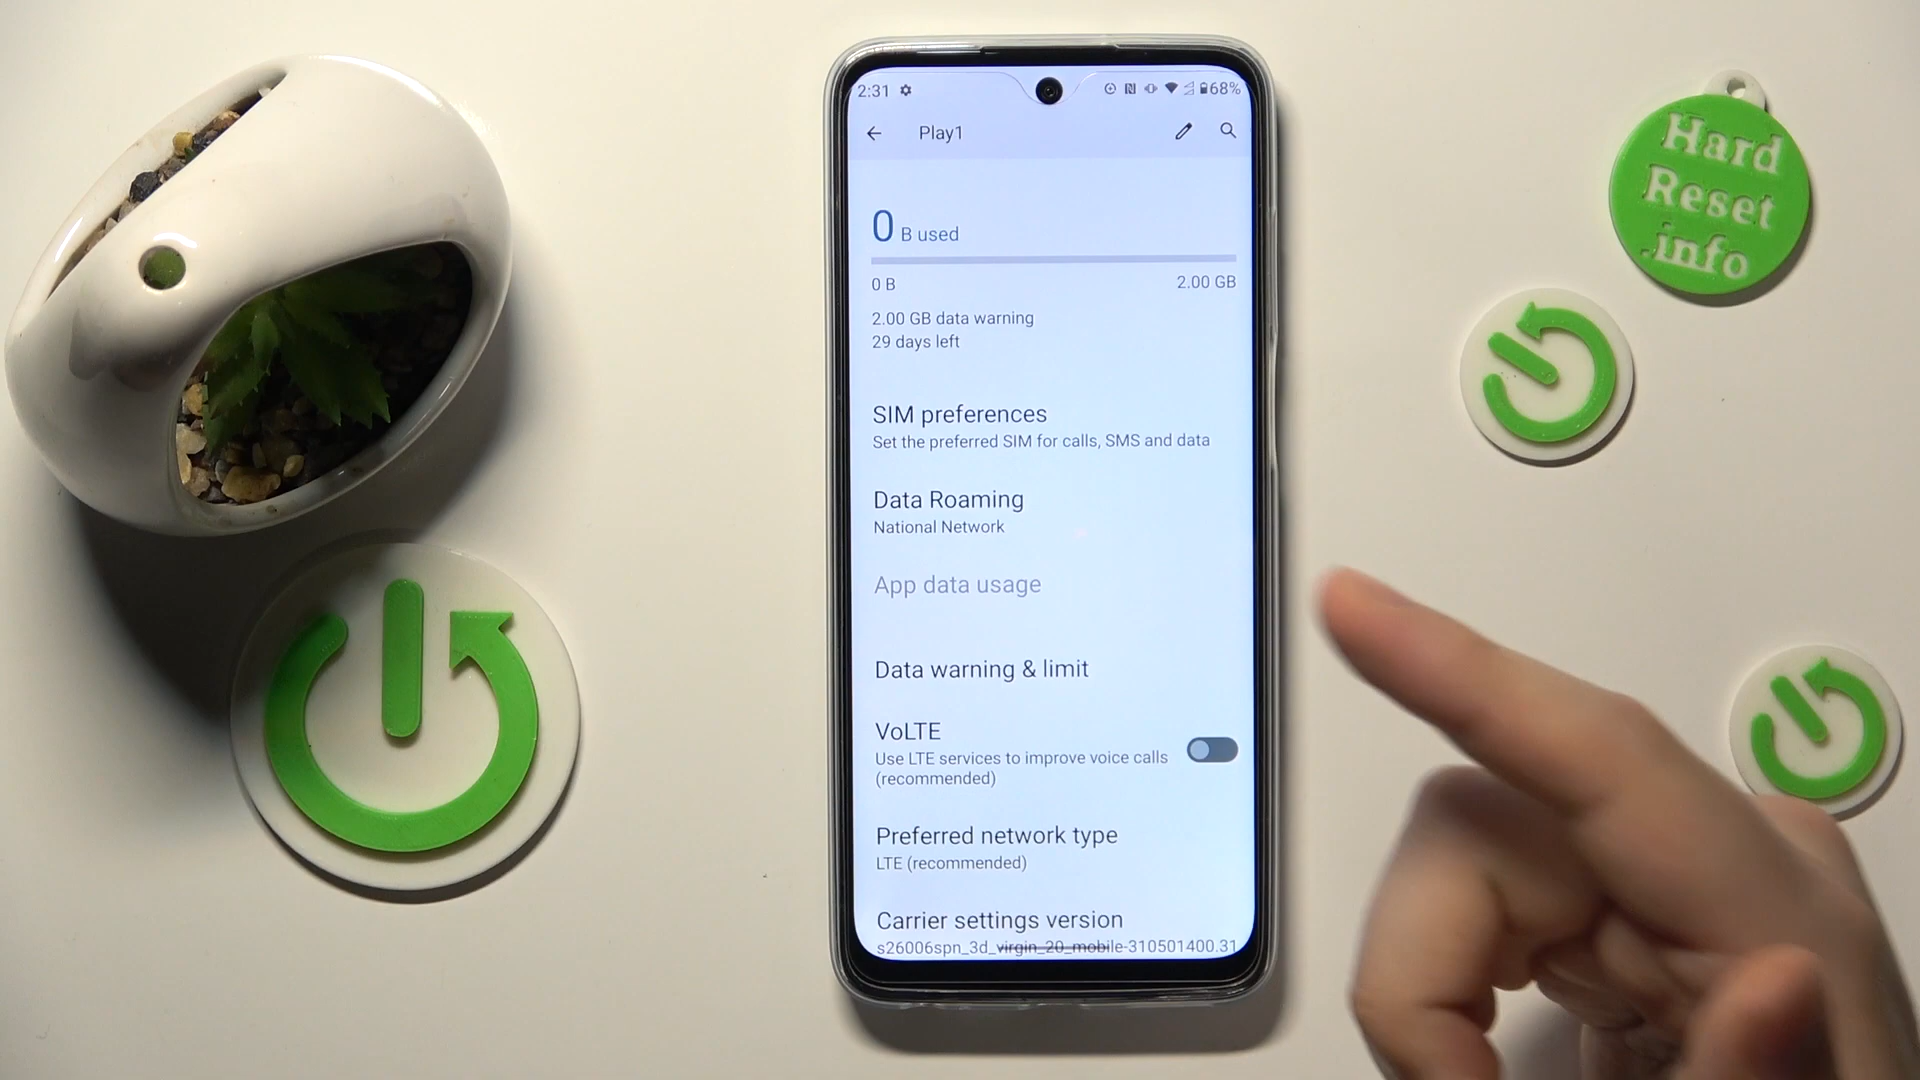 2:31
68%
Play1
0 B used
0 B
2.00 GB
2.00 GB data warning
29 days left
SIM preferences
Set the preferred SIM for calls, SMS and data
Data Roaming
National Network
App data usage
Data warning & limit
VoLTE
Use LTE services to improve voice calls
(recommended)
Preferred network type
LTE (recommended)
Carrier settings version
s26006spn_3d_virgin_20_mobile-310501400.31
Hard
Reset
.info